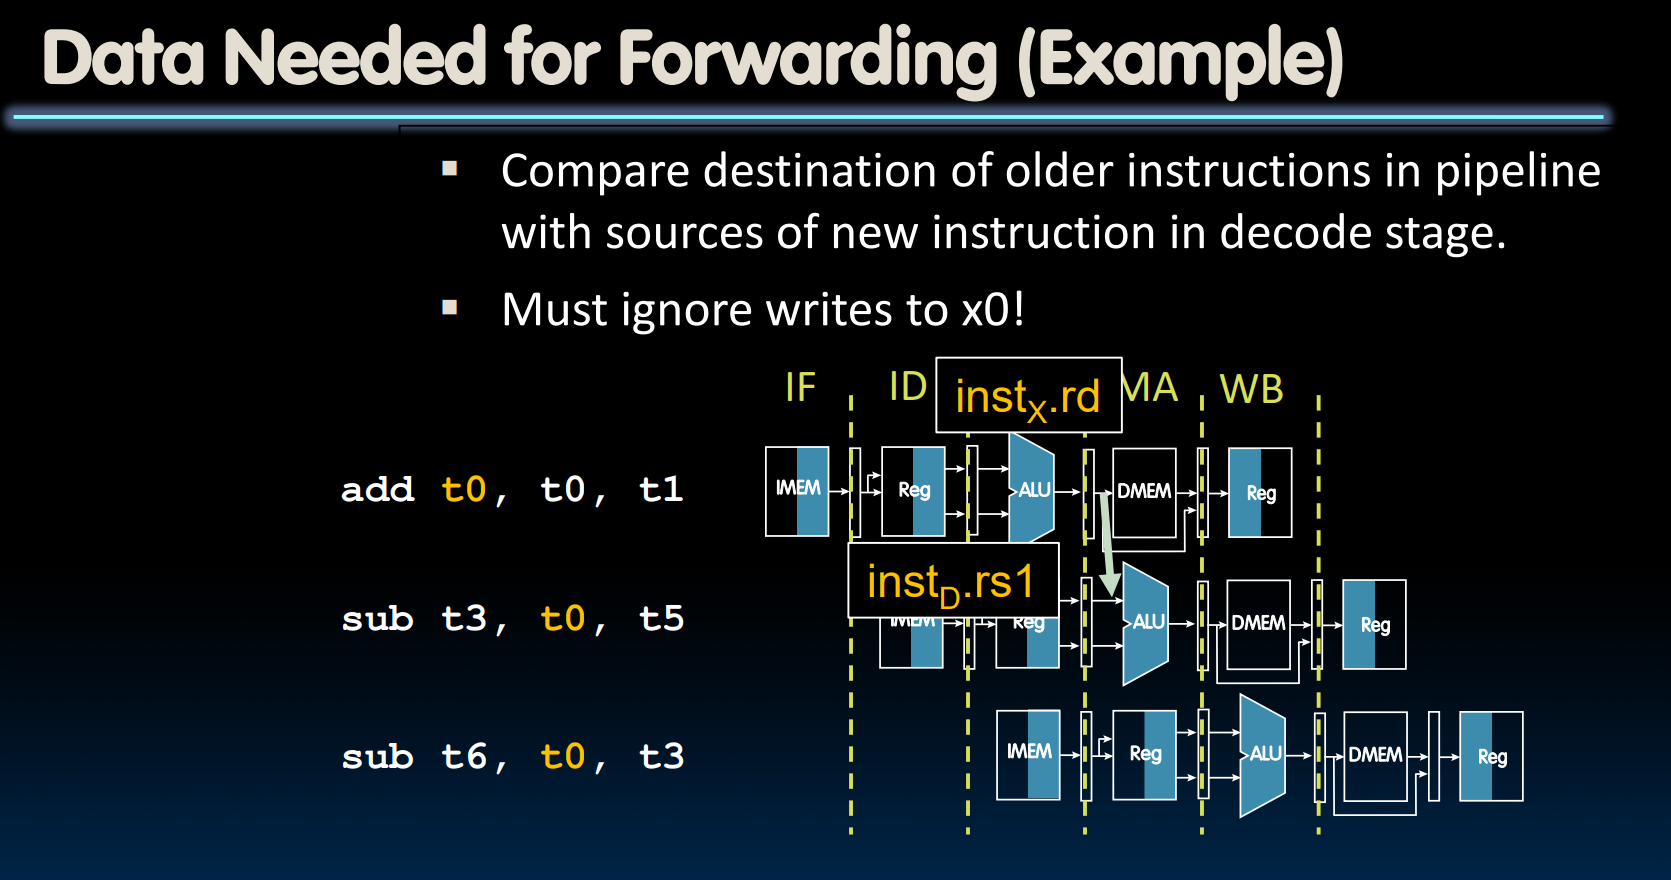 Data Needed for Forwarding (Example)
▪ Compare destination of older instructions in pipeline
with sources of new instruction in decode stage.
▪ Must ignore writes to x0!
IF ID instX.rd MA WB
add t0, t0, t1
IMEM Reg ALU DMEM Reg
instD.rs1
sub t3, t0, t5
IMEM Reg ALU DMEM Reg
sub t6, t0, t3
IMEM Reg ALU DMEM Reg